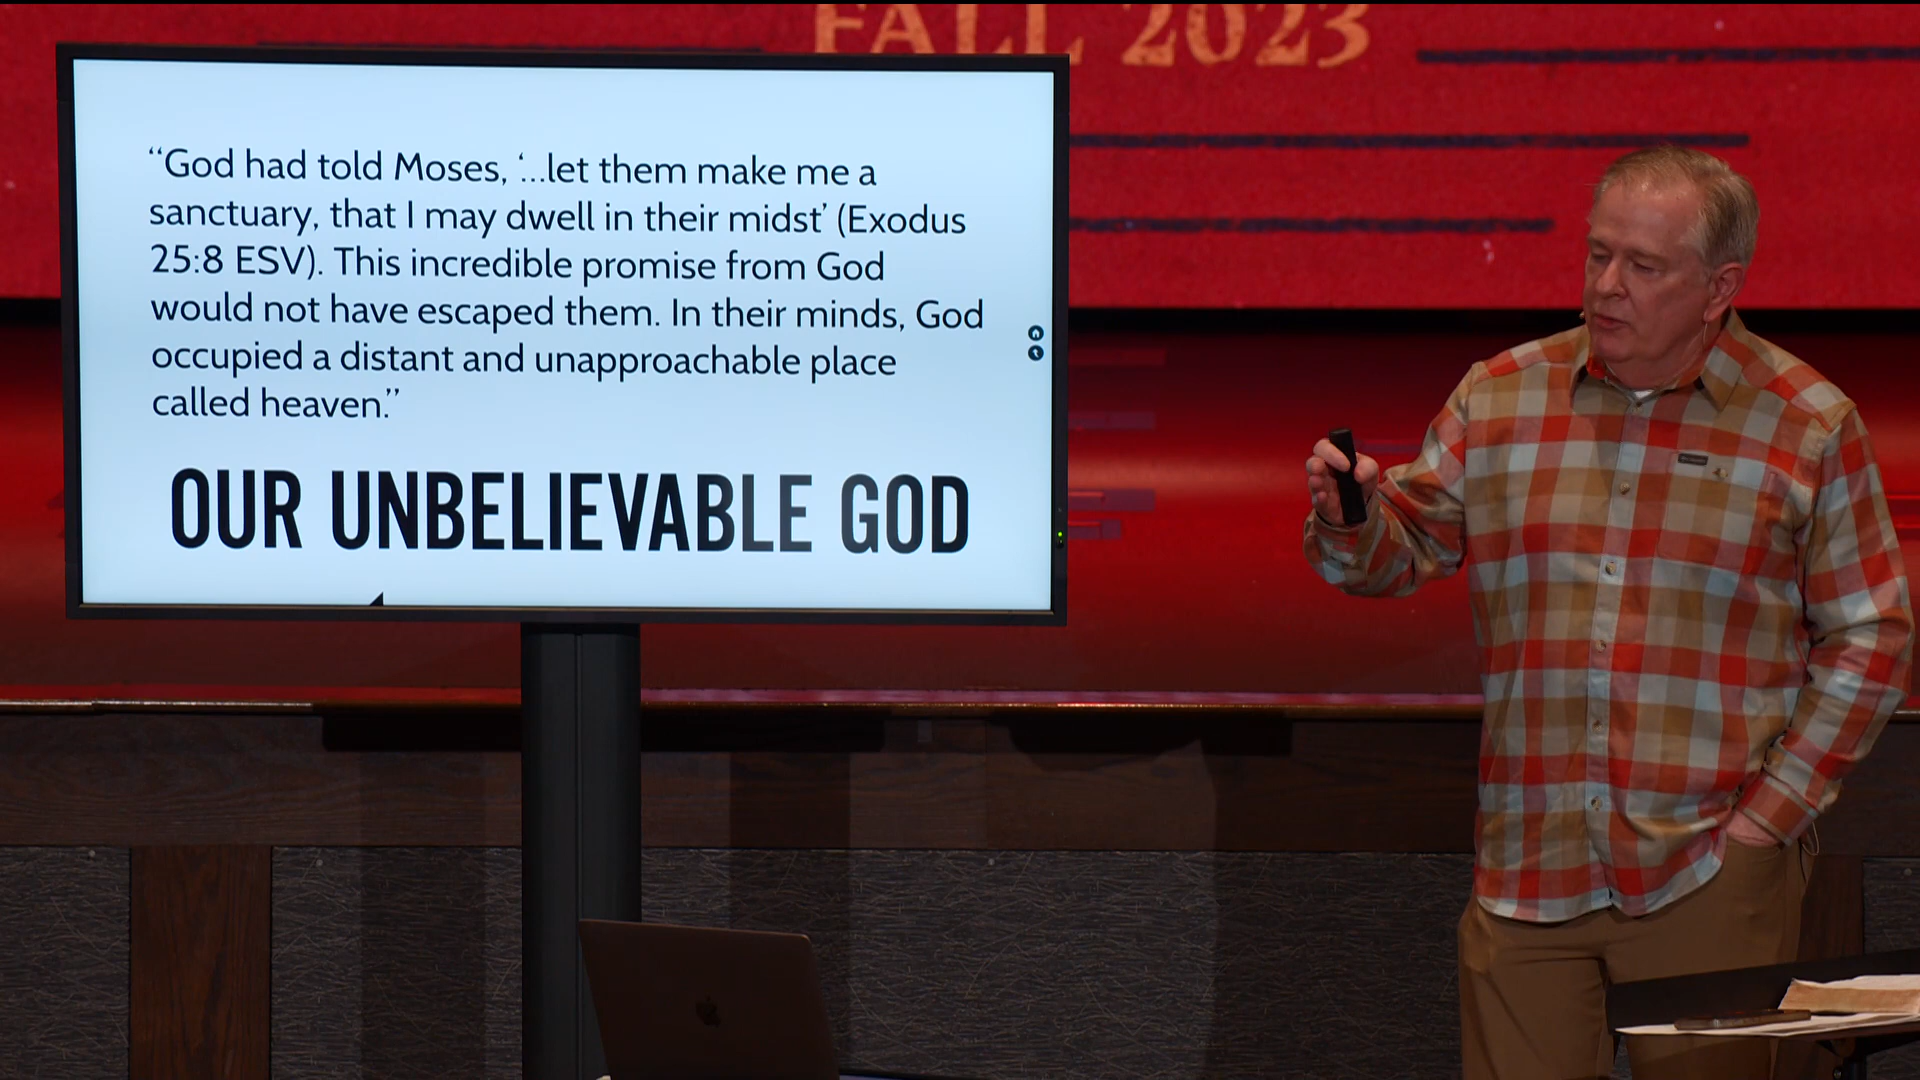 FALL 2023
“God had told Moses, ‘...let them make me a
sanctuary, that I may dwell in their midst’ (Exodus
25:8 ESV). This incredible promise from God
would not have escaped them. In their minds, God
occupied a distant and unapproachable place
called heaven.”
OUR UNBELIEVABLE GOD